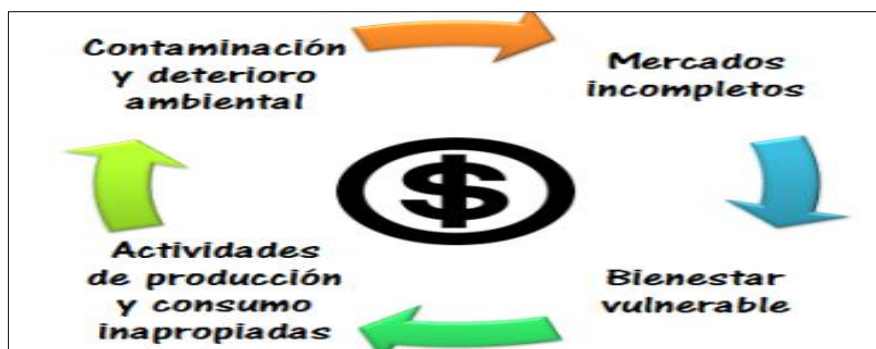 Contaminación
y deterioro
ambiental
Mercados
incompletos
Bienestar
vulnerable
Actividades
de producción
y consumo
inapropiadas
$